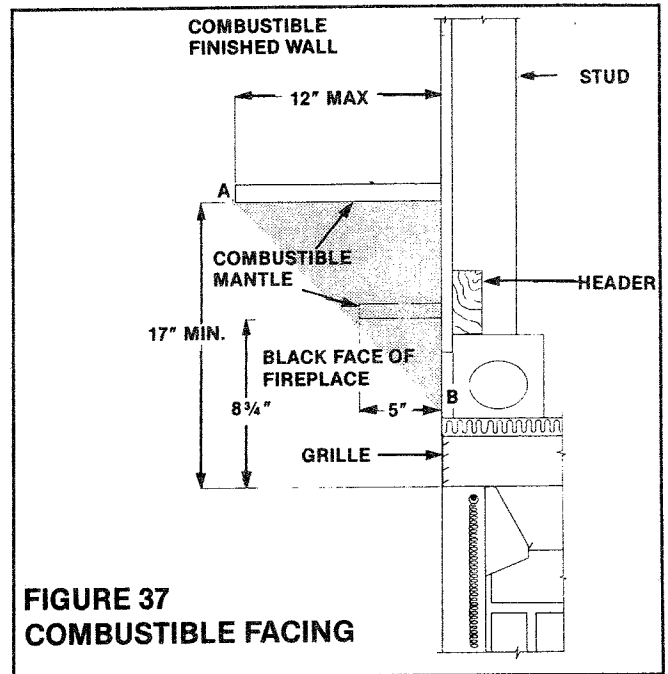 COMBUSTIBLE
FINISHED WALL
STUD
12" MAX
A
COMBUSTIBLE
MANTLE
HEADER
17" MIN.
BLACK FACE OF
FIREPLACE
8¾"
5"
B
GRILLE
FIGURE 37
COMBUSTIBLE FACING